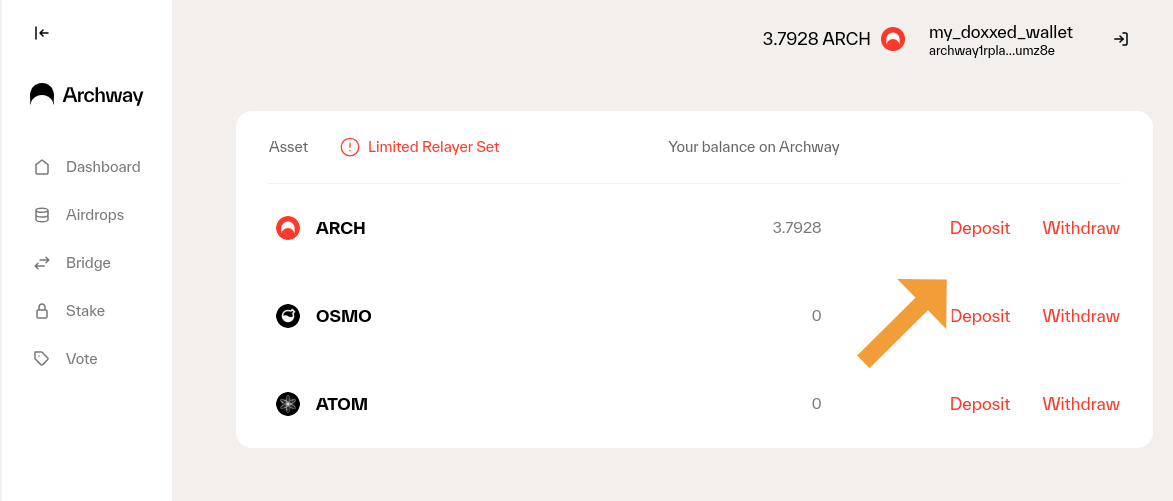 3.7928 ARCH
my_doxxed_wallet
archway1rpla...umz8e
Archway
Dashboard
Airdrops
Bridge
Stake
Vote
Asset Limited Relayer Set Your balance on Archway
ARCH 3.7928 Deposit Withdraw
OSMO 0 Deposit Withdraw
ATOM 0 Deposit Withdraw